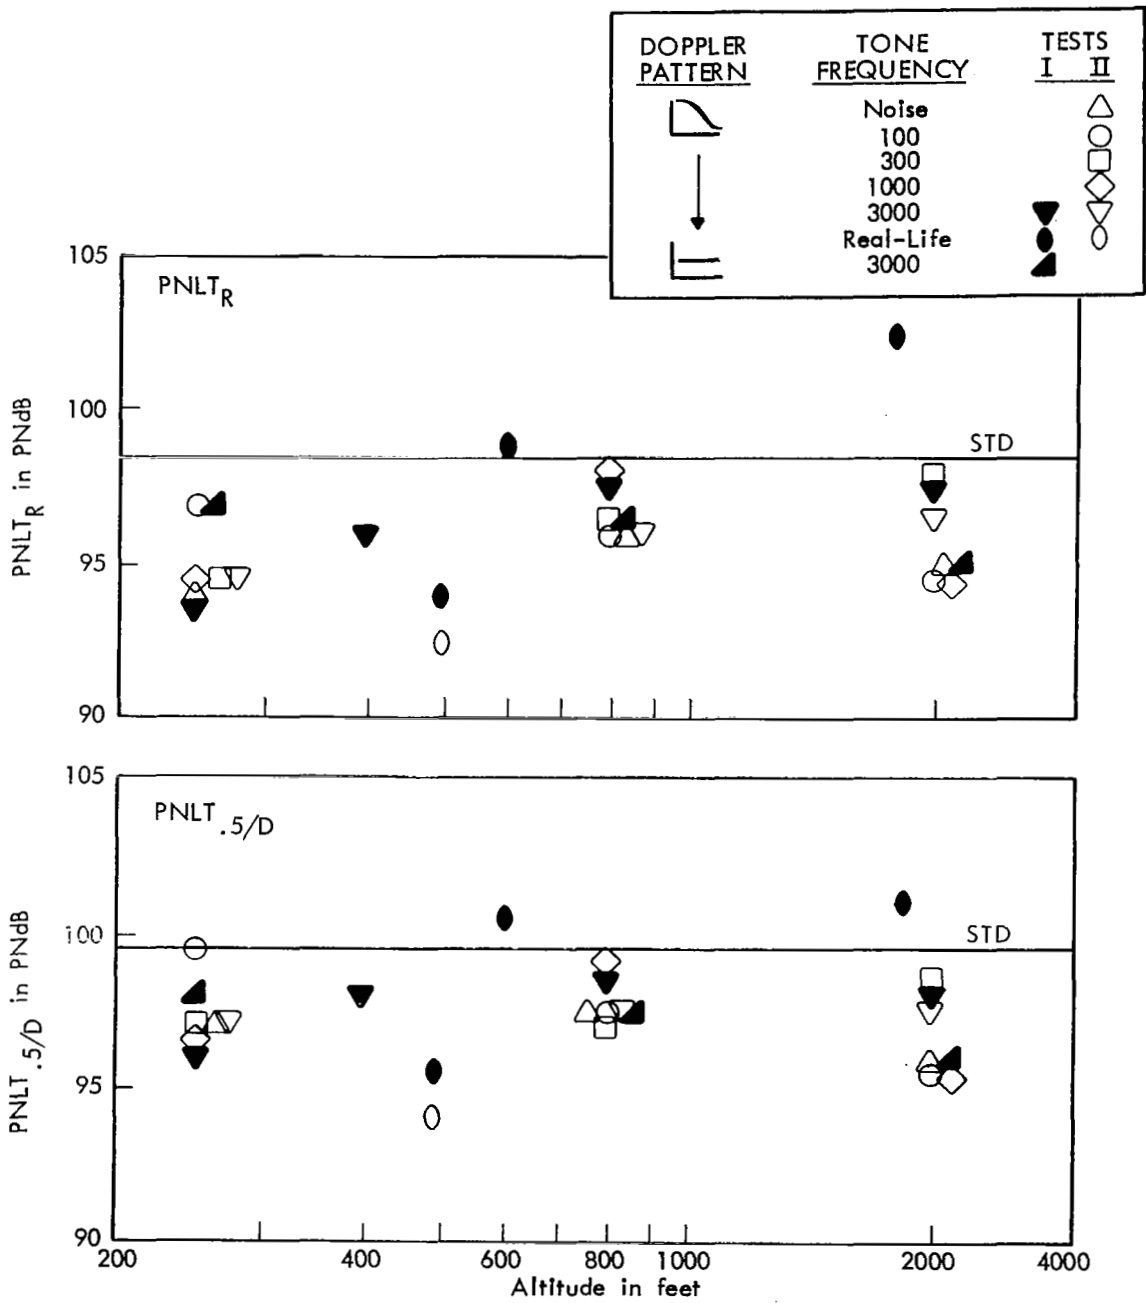 DOPPLER PATTERN TONE FREQUENCY TESTS I II
Noise
100
300
1000
3000
Real-Life
3000
105
PNLTR
100
STD
95
90
PNLTR in PNdB
105
PNLT.5/D
100
STD
95
90
PNLT.5/D in PNdB
200 400 600 800 1000 2000 4000
Altitude in feet